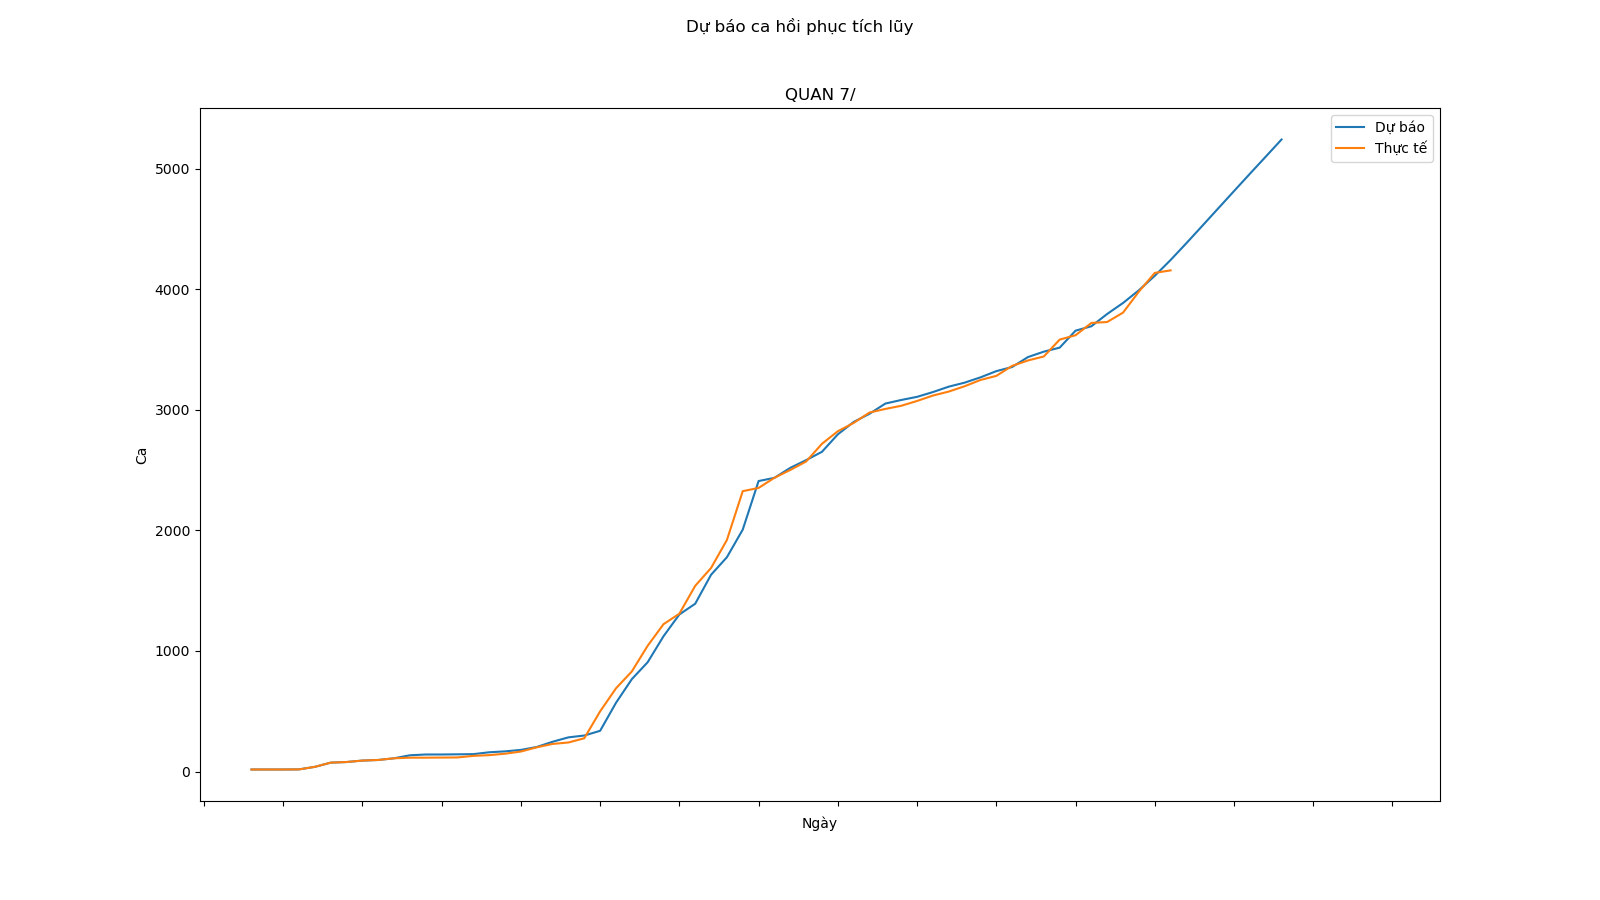 Dự báo ca hồi phục tích lũy
QUAN 7/
Dự báo
Thực tế
5000
4000
3000
2000
1000
0
Ca
Ngày